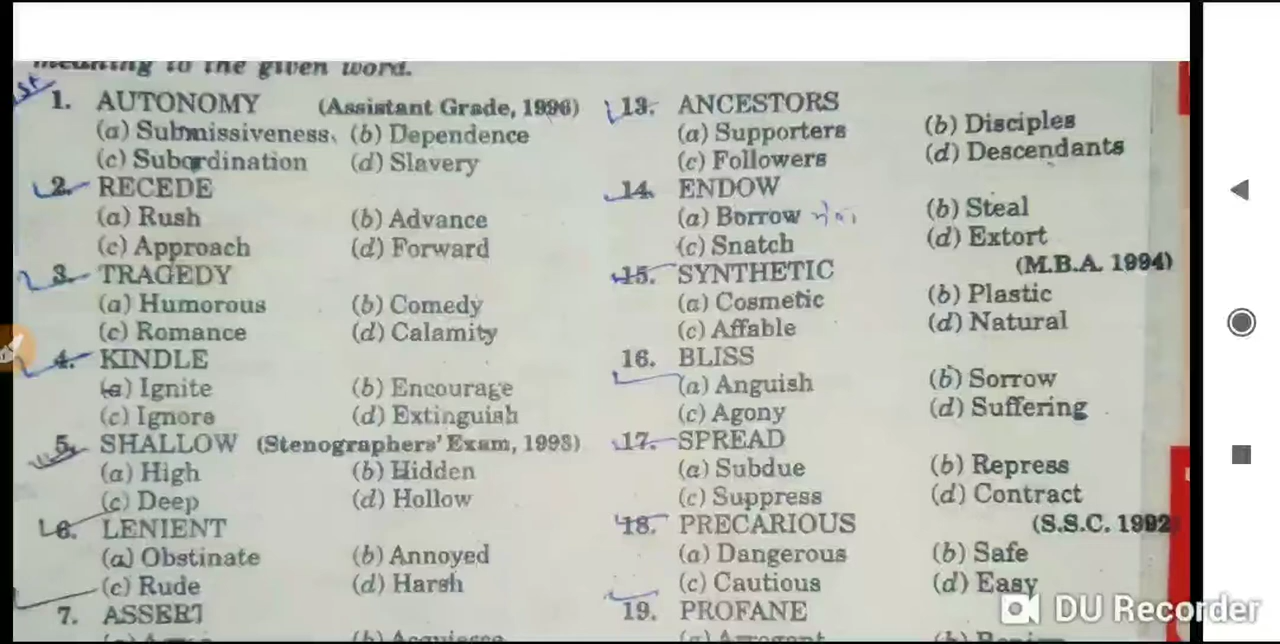 meaning to the given word.
1. AUTONOMY (Assistant Grade, 1996)
(a) Submissiveness (b) Dependence
(c) Subordination (d) Slavery
2. RECEDE
(a) Rush (b) Advance
(c) Approach (d) Forward
3. TRAGEDY
(a) Humorous (b) Comedy
(c) Romance (d) Calamity
4. KINDLE
(a) Ignite (b) Encourage
(c) Ignore (d) Extinguish
5. SHALLOW (Stenographers' Exam, 1993)
(a) High (b) Hidden
(c) Deep (d) Hollow
6. LENIENT
(a) Obstinate (b) Annoyed
(c) Rude (d) Harsh
7. ASSERT
(b) Acquiesce
13. ANCESTORS
(a) Supporters (b) Disciples
(c) Followers (d) Descendants
14. ENDOW
(a) Borrow (b) Steal
(c) Snatch (d) Extort
15. SYNTHETIC (M.B.A. 1994)
(a) Cosmetic (b) Plastic
(c) Affable (d) Natural
16. BLISS
(a) Anguish (b) Sorrow
(c) Agony (d) Suffering
17. SPREAD
(a) Subdue (b) Repress
(c) Suppress (d) Contract
18. PRECARIOUS (S.S.C. 1992)
(a) Dangerous (b) Safe
(c) Cautious (d) Easy
19. PROFANE
(a) Arrogant
DU Recorder